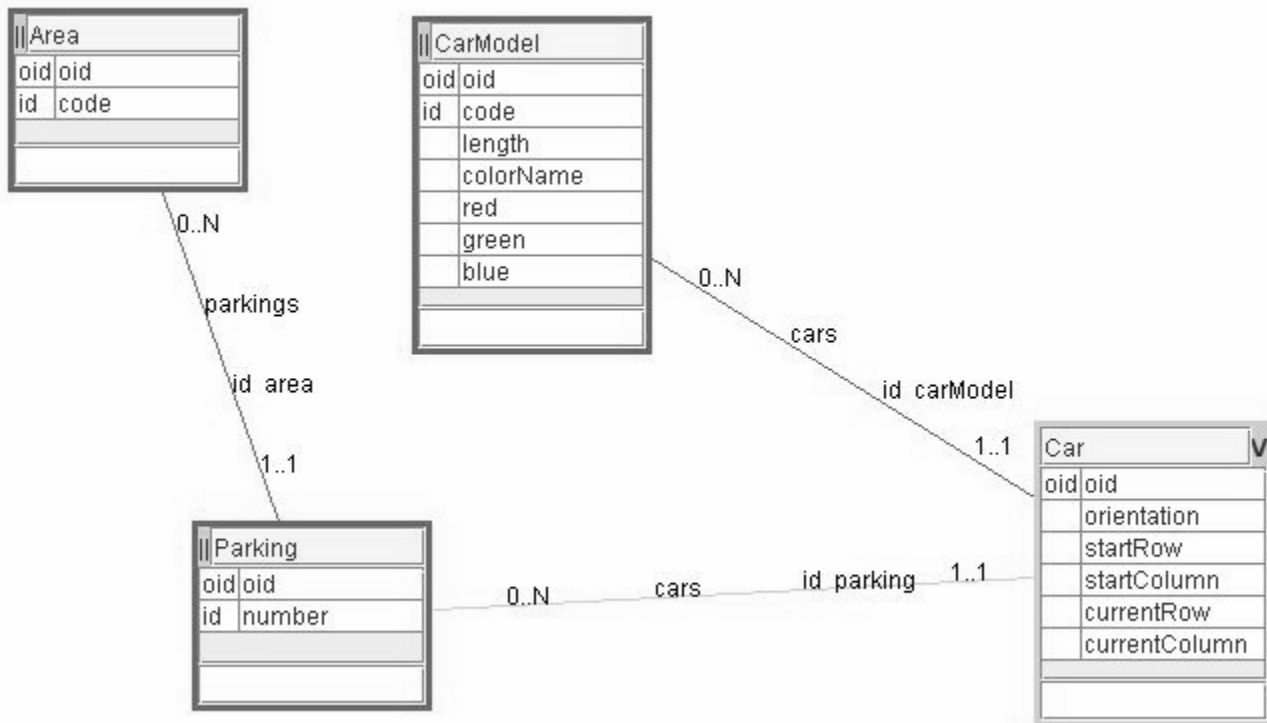 Area
oid oid
id code
CarModel
oid oid
id code
length
colorName
red
green
blue
0..N
parkings
id area
1..1
0..N
cars
id carModel
1..1
Parking
oid oid
id number
0..N
cars
id parking
1..1
Car V
oid oid
orientation
startRow
startColumn
currentRow
currentColumn